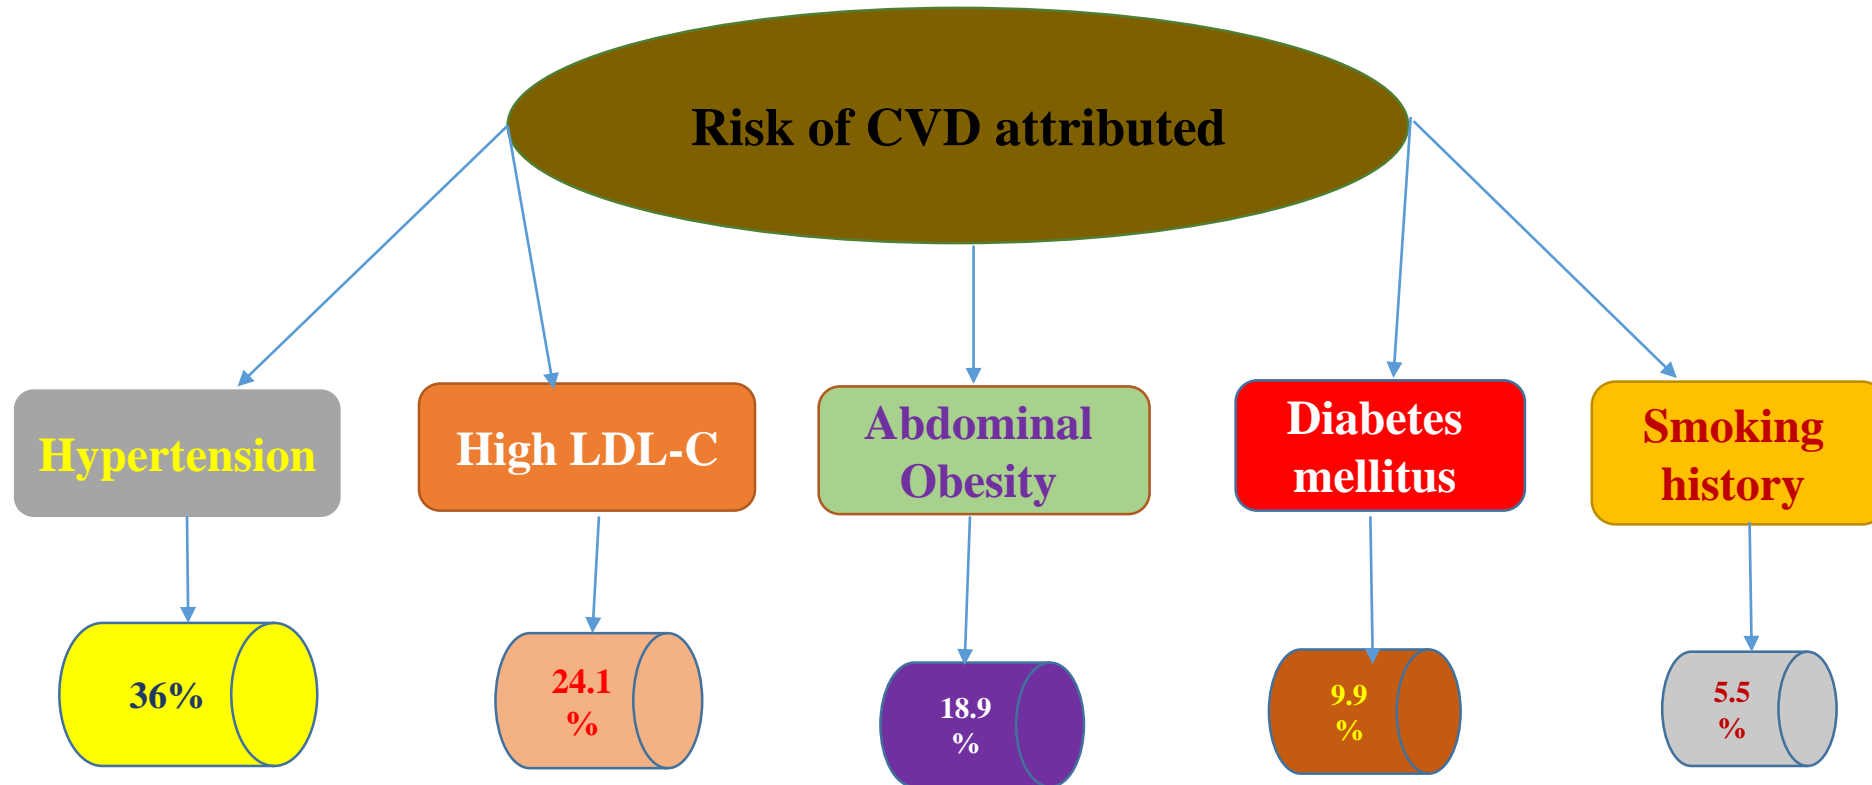 Risk of CVD attributed
Hypertension
High LDL-C
Abdominal
Obesity
Diabetes
mellitus
Smoking
history
36%
24.1
%
18.9
%
9.9
%
5.5
%